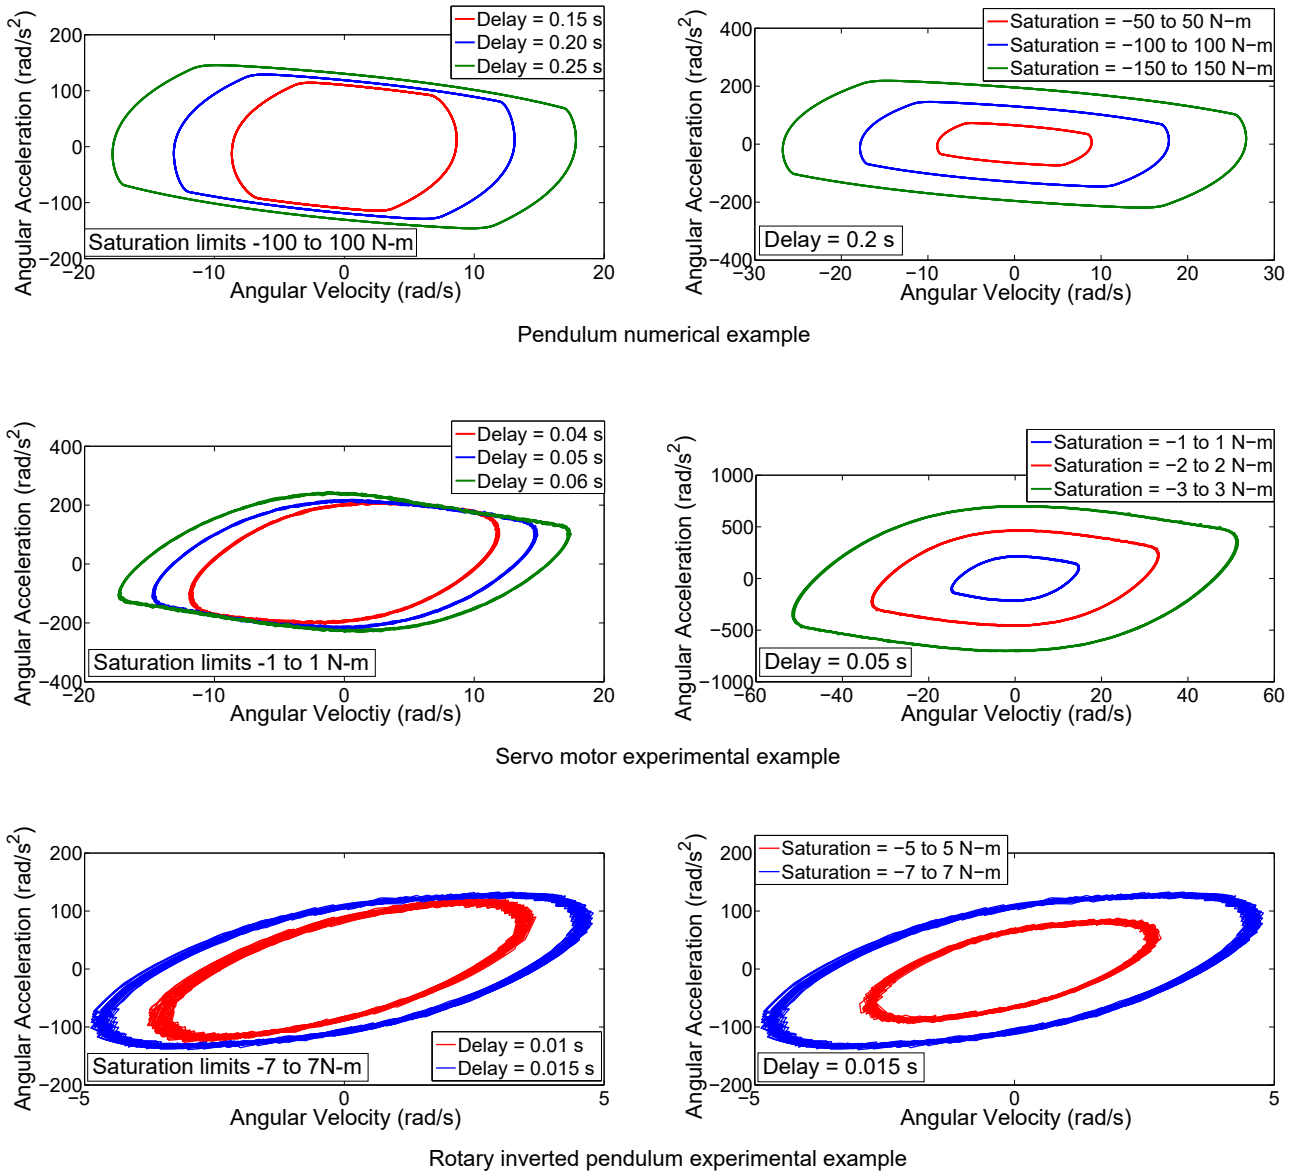 Angular Acceleration (rad/s2)
200
100
0
−100
−200
Delay = 0.15 s
Delay = 0.20 s
Delay = 0.25 s
Saturation limits -100 to 100 N-m
−20 −10 0 10 20
Angular Velocity (rad/s)
Angular Acceleration (rad/s2)
400
200
0
−200
−400
Saturation = −50 to 50 N−m
Saturation = −100 to 100 N−m
Saturation = −150 to 150 N−m
Delay = 0.2 s
−30 −20 −10 0 10 20 30
Angular Velocity (rad/s)
Pendulum numerical example
Angular Acceleration (rad/s2)
400
200
0
−200
−400
Delay = 0.04 s
Delay = 0.05 s
Delay = 0.06 s
Saturation limits -1 to 1 N-m
−20 −10 0 10 20
Angular Veloctiy (rad/s)
Angular Acceleration (rad/s2)
1000
500
0
−500
−1000
Saturation = −1 to 1 N−m
Saturation = −2 to 2 N−m
Saturation = −3 to 3 N−m
Delay = 0.05 s
−60 −40 −20 0 20 40 60
Angular Velocity (rad/s)
Servo motor experimental example
Angular Acceleration (rad/s2)
200
100
0
−100
−200
Saturation limits -7 to 7N-m
Delay = 0.01 s
Delay = 0.015 s
−5 0 5
Angular Velocity (rad/s)
Angular Acceleration (rad/s2)
200
100
0
−100
−200
Saturation = −5 to 5 N−m
Saturation = −7 to 7 N−m
Delay = 0.015 s
−5 0 5
Angular Velocity (rad/s)
Rotary inverted pendulum experimental example